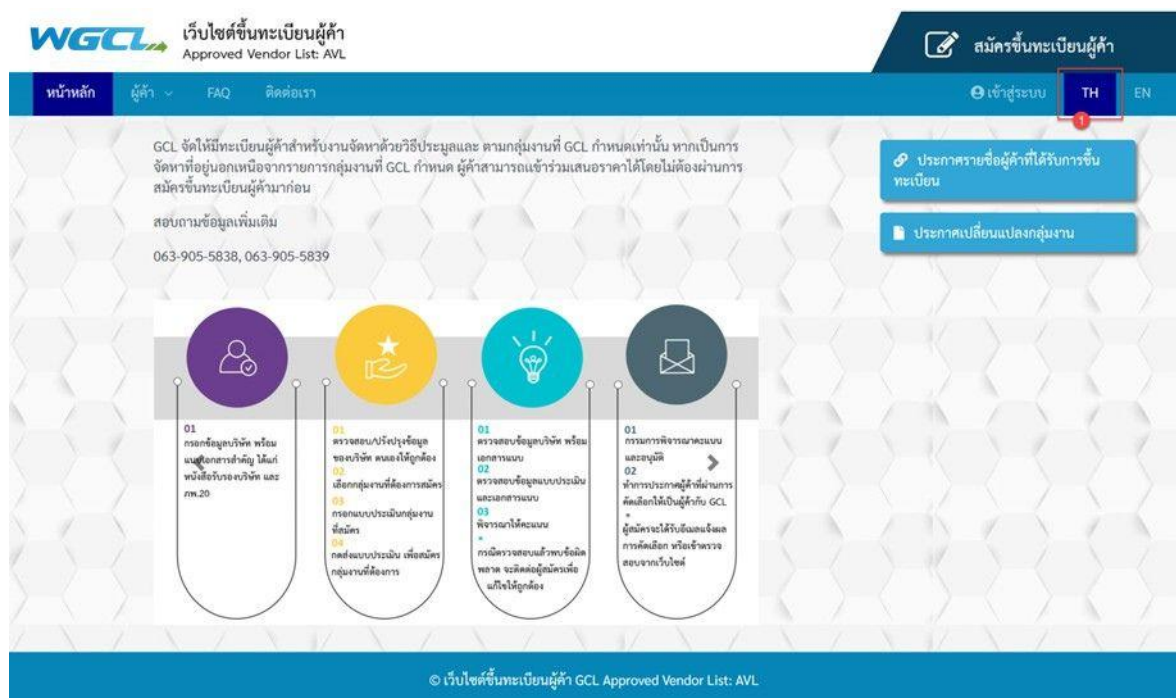 WGCL
เว็บไซต์ขึ้นทะเบียนผู้ค้า
Approved Vendor List: AVL
สมัครขึ้นทะเบียนผู้ค้า
หน้าหลัก ผู้ค้า FAQ ติดต่อเรา เข้าสู่ระบบ TH EN
1
GCL จัดให้มีทะเบียนผู้ค้าสำหรับงานจัดหาด้วยวิธีประมูลและ ตามกลุ่มงานที่ GCL กำหนดเท่านั้น หากเป็นการ
จัดหาที่อยู่นอกเหนือจากรายการกลุ่มงานที่ GCL กำหนด ผู้ค้าสามารถเข้าร่วมเสนอราคาได้โดยไม่ต้องผ่านการ
สมัครขึ้นทะเบียนผู้ค้ามาก่อน
สอบถามข้อมูลเพิ่มเติม
063-905-5838, 063-905-5839
ประกาศรายชื่อผู้ค้าที่ได้รับการขึ้น
ทะเบียน
ประกาศเปลี่ยนแปลงกลุ่มงาน
01
กรอกข้อมูลบริษัท พร้อม
แนบเอกสารสำคัญ ได้แก่
หนังสือรับรองบริษัท และ
ภพ.20
01
ตรวจสอบ/ปรับปรุงข้อมูล
ของบริษัท ตนเองให้ถูกต้อง
02
เลือกกลุ่มงานที่ต้องการสมัคร
03
กรอกแบบประเมินกลุ่มงาน
ที่สมัคร
04
กดส่งแบบประเมิน เพื่อสมัคร
กลุ่มงานที่ต้องการ
01
ตรวจสอบข้อมูลบริษัท พร้อม
เอกสารแนบ
02
ตรวจสอบข้อมูลแบบประเมิน
และเอกสารแนบ
03
พิจารณาให้คะแนน
*
กรณีตรวจสอบแล้วพบข้อผิด
พลาด จะติดต่อผู้สมัครเพื่อ
แก้ไขให้ถูกต้อง
01
กรรมการพิจารณาคะแนน
และอนุมัติ
02
ทำการประกาศผู้ค้าที่ผ่านการ
คัดเลือกให้เป็นผู้ค้ากับ GCL
*
ผู้สมัครจะได้รับอีเมลแจ้งผล
การคัดเลือก หรือเข้าตรวจ
สอบจากเว็บไซต์
© เว็บไซต์ขึ้นทะเบียนผู้ค้า GCL Approved Vendor List: AVL